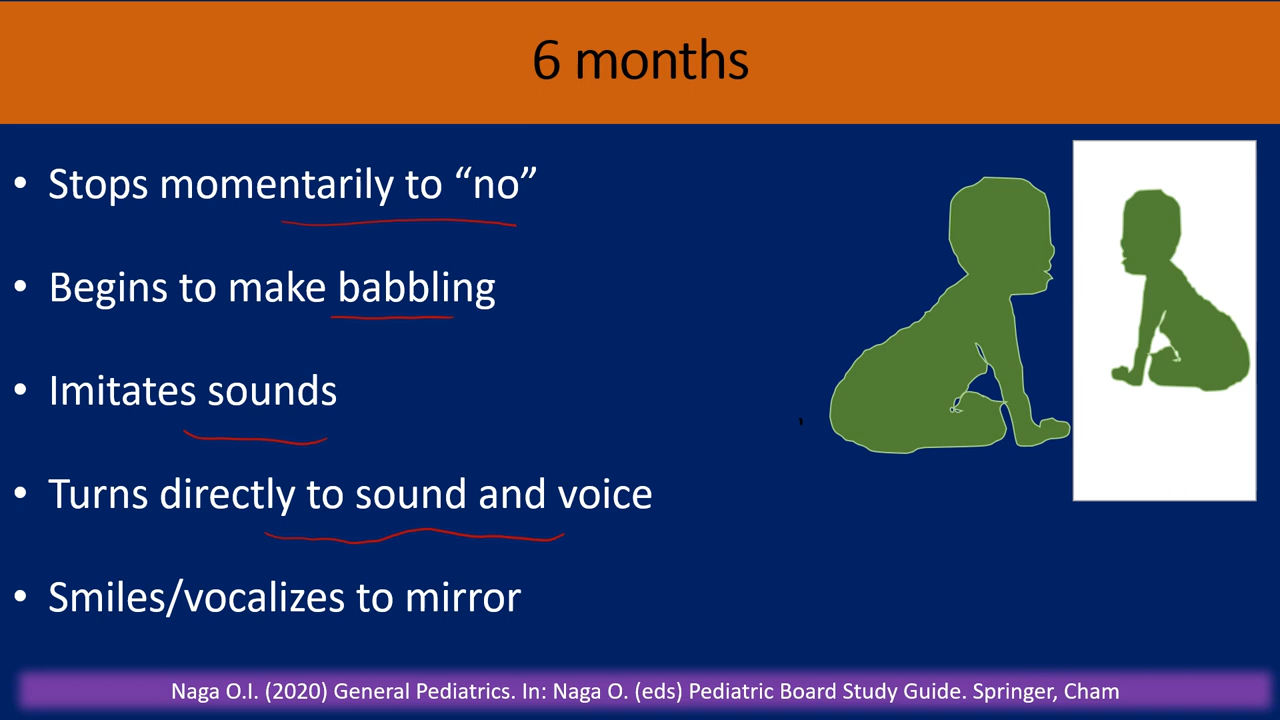 6 months
• Stops momentarily to “no”
• Begins to make babbling
• Imitates sounds
• Turns directly to sound and voice
• Smiles/vocalizes to mirror
Naga O.I. (2020) General Pediatrics. In: Naga O. (eds) Pediatric Board Study Guide. Springer, Cham